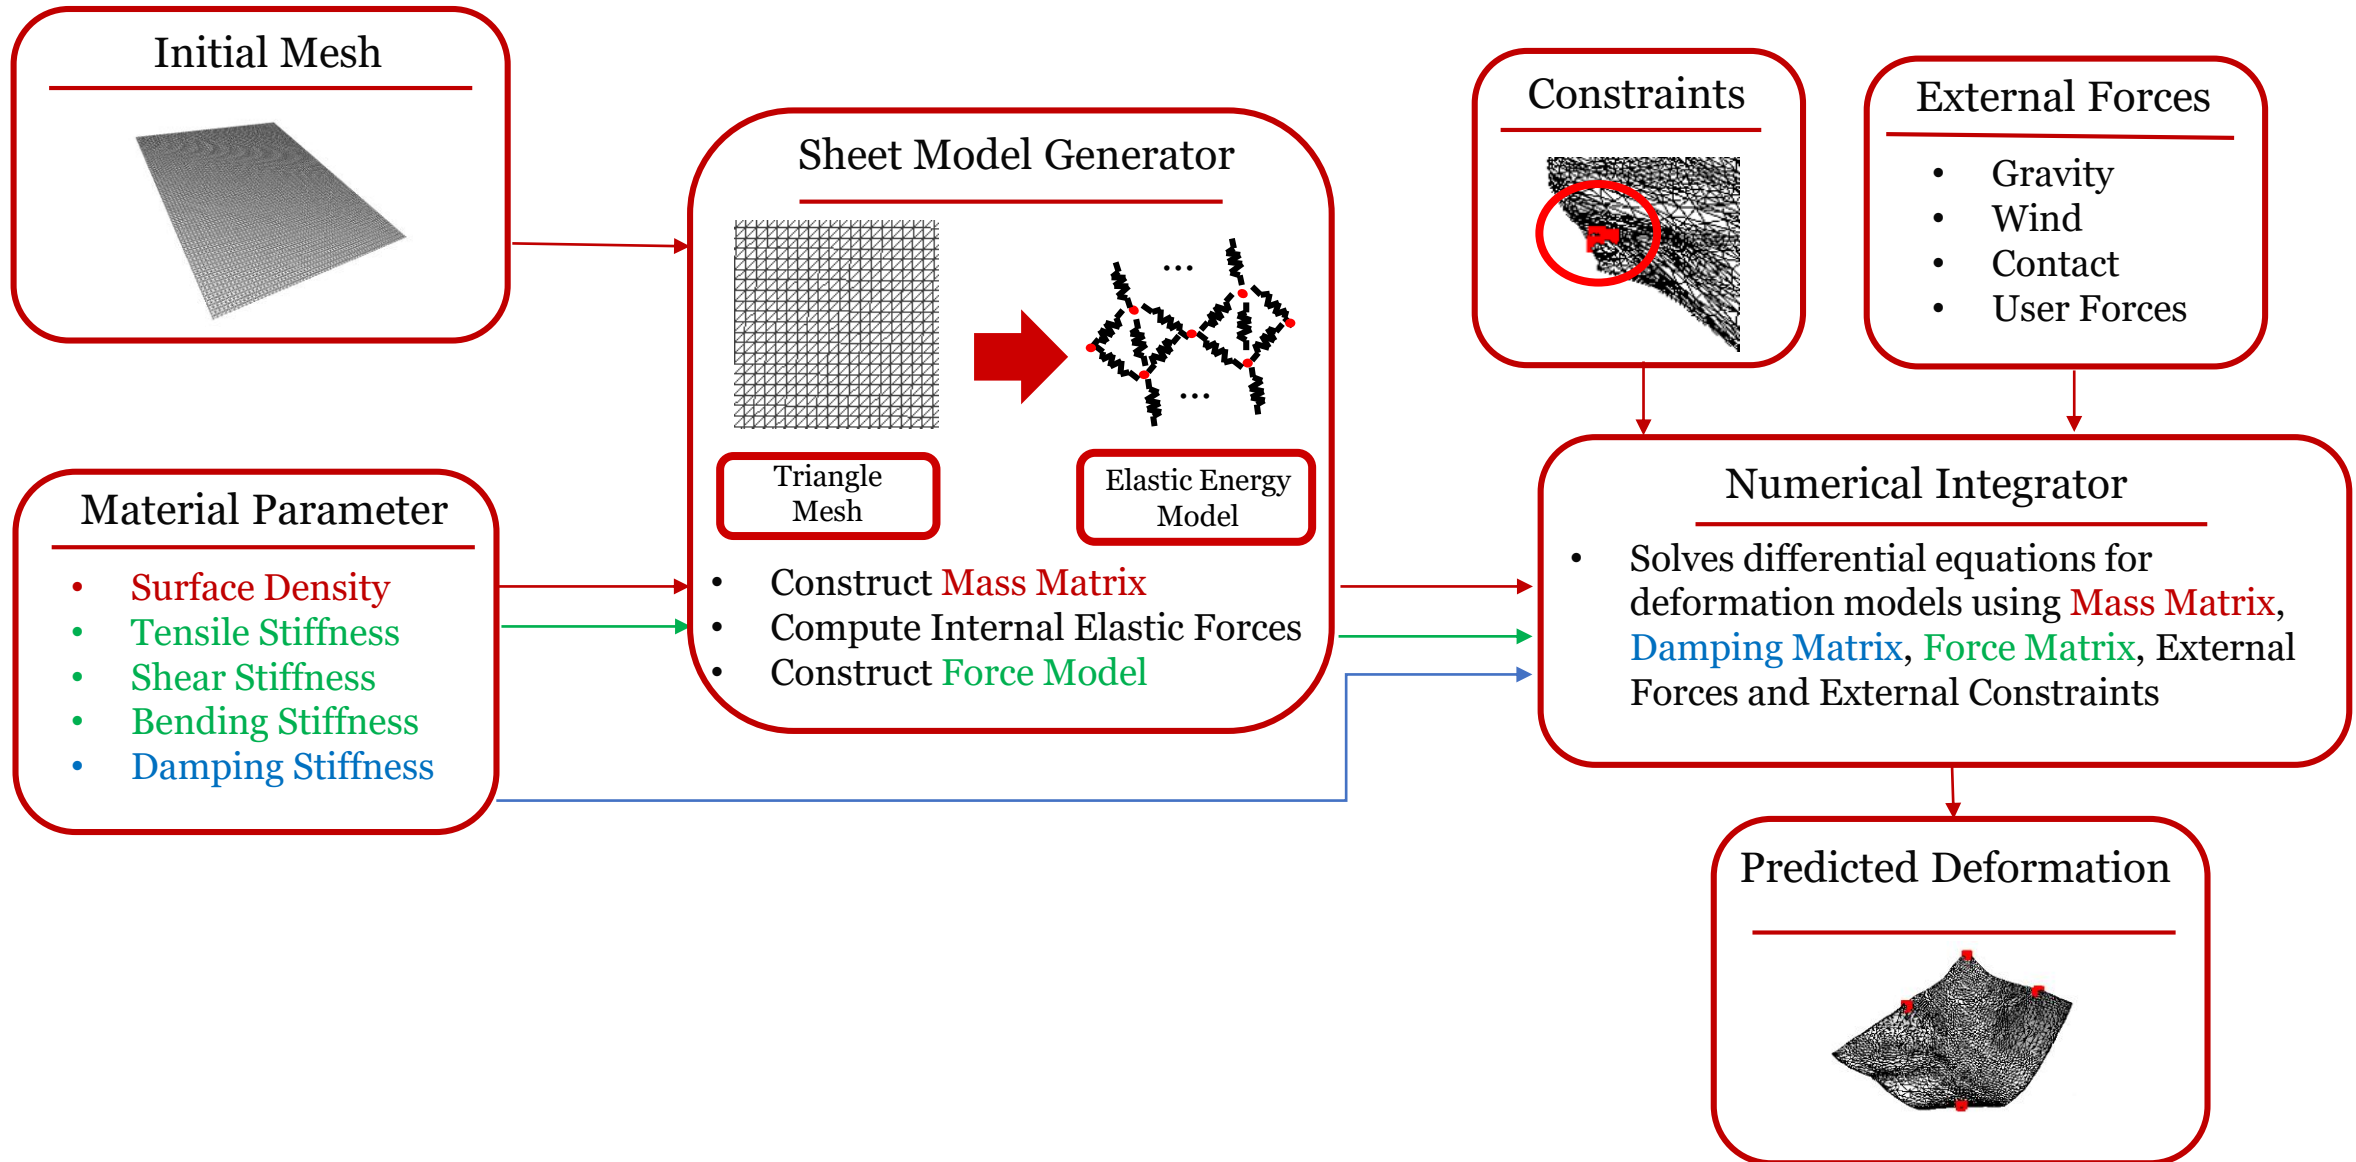 Initial Mesh
Material Parameter
• Surface Density
• Tensile Stiffness
• Shear Stiffness
• Bending Stiffness
• Damping Stiffness
Sheet Model Generator
...
...
Triangle
Mesh
Elastic Energy
Model
• Construct Mass Matrix
• Compute Internal Elastic Forces
• Construct Force Model
Constraints
External Forces
• Gravity
• Wind
• Contact
• User Forces
Numerical Integrator
• Solves differential equations for
deformation models using Mass Matrix,
Damping Matrix, Force Matrix, External
Forces and External Constraints
Predicted Deformation